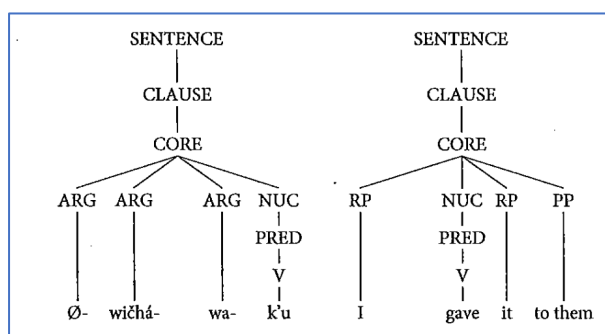 SENTENCE SENTENCE
CLAUSE CLAUSE
CORE CORE
ARG ARG ARG NUC RP NUC RP PP
PRED PRED
V V
Ø- wičhá- wa- k'u I gave it to them